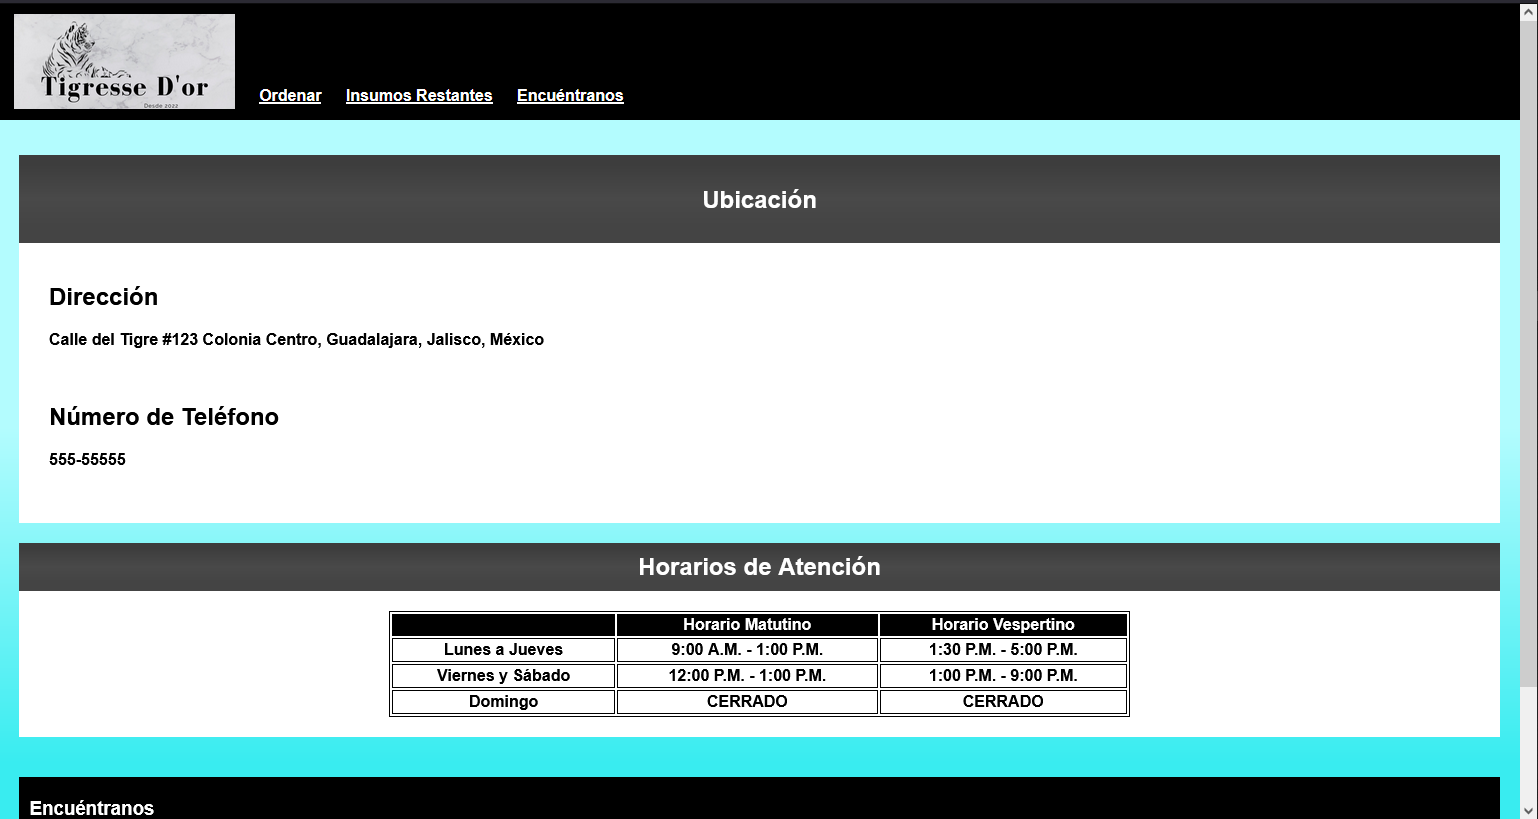 Tigresse D'or
Desde 2022
Ordenar Insumos Restantes Encuéntranos
Ubicación
Dirección
Calle del Tigre #123 Colonia Centro, Guadalajara, Jalisco, México
Número de Teléfono
555-55555
Horarios de Atención
Horario Matutino Horario Vespertino
Lunes a Jueves 9:00 A.M. - 1:00 P.M. 1:30 P.M. - 5:00 P.M.
Viernes y Sábado 12:00 P.M. - 1:00 P.M. 1:00 P.M. - 9:00 P.M.
Domingo CERRADO CERRADO
Encuéntranos